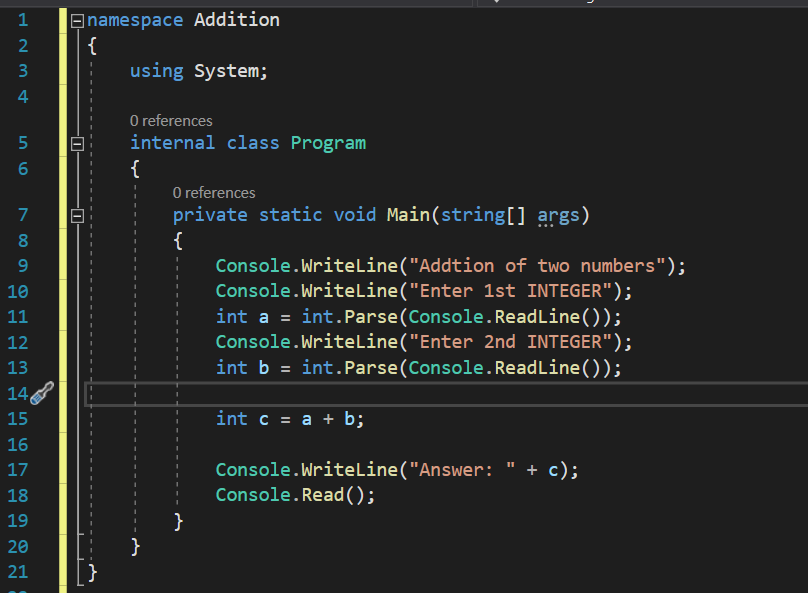 1 namespace Addition
2 {
3 using System;
4
0 references
5 internal class Program
6 {
0 references
7 private static void Main(string[] args)
8 {
9 Console.WriteLine("Addtion of two numbers");
10 Console.WriteLine("Enter 1st INTEGER");
11 int a = int.Parse(Console.ReadLine());
12 Console.WriteLine("Enter 2nd INTEGER");
13 int b = int.Parse(Console.ReadLine());
14
15 int c = a + b;
16
17 Console.WriteLine("Answer: " + c);
18 Console.Read();
19 }
20 }
21 }